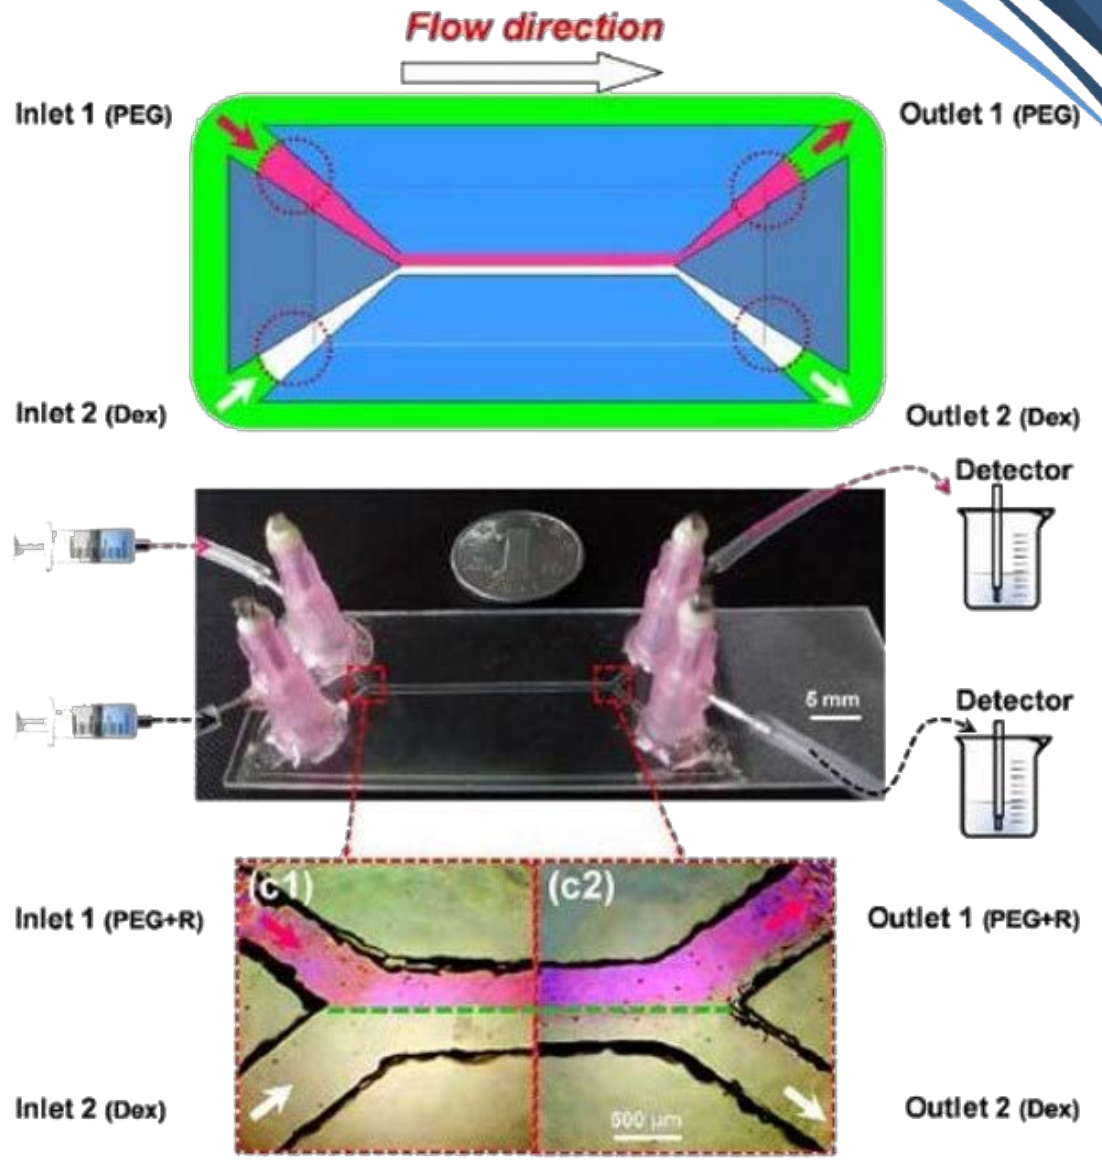 Flow direction
Inlet 1 (PEG)
Outlet 1 (PEG)
Inlet 2 (Dex)
Outlet 2 (Dex)
Detector
1
5 mm
Detector
(c1)
(c2)
Inlet 1 (PEG+R)
Outlet 1 (PEG+R)
Inlet 2 (Dex)
500 μm
Outlet 2 (Dex)